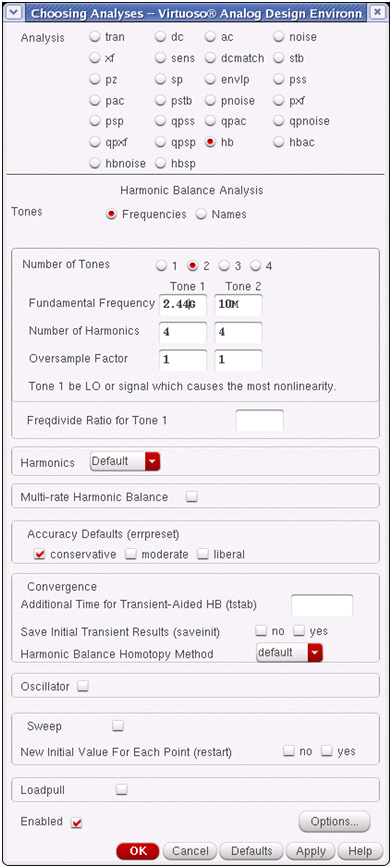 Choosing Analyses -- Virtuoso® Analog Design Environm
Analysis tran dc ac noise
xf sens dcmatch stb
pz sp envlp pss
pac pstb pnoise pxf
psp qpss qpac qpnoise
qpxf qpsp hb hbac
hbnoise hbsp
Harmonic Balance Analysis
Tones Frequencies Names
Number of Tones 1 2 3 4
Tone 1 Tone 2
Fundamental Frequency 2.44G 10M
Number of Harmonics 4 4
Oversample Factor 1 1
Tone 1 be LO or signal which causes the most nonlinearity.
Freqdivide Ratio for Tone 1
Harmonics Default
Multi-rate Harmonic Balance
Accuracy Defaults (errpreset)
conservative moderate liberal
Convergence
Additional Time for Transient-Aided HB (tstab)
Save Initial Transient Results (saveinit) no yes
Harmonic Balance Homotopy Method default
Oscillator
Sweep
New Initial Value For Each Point (restart) no yes
Loadpull
Enabled Options...
OK Cancel Defaults Apply Help